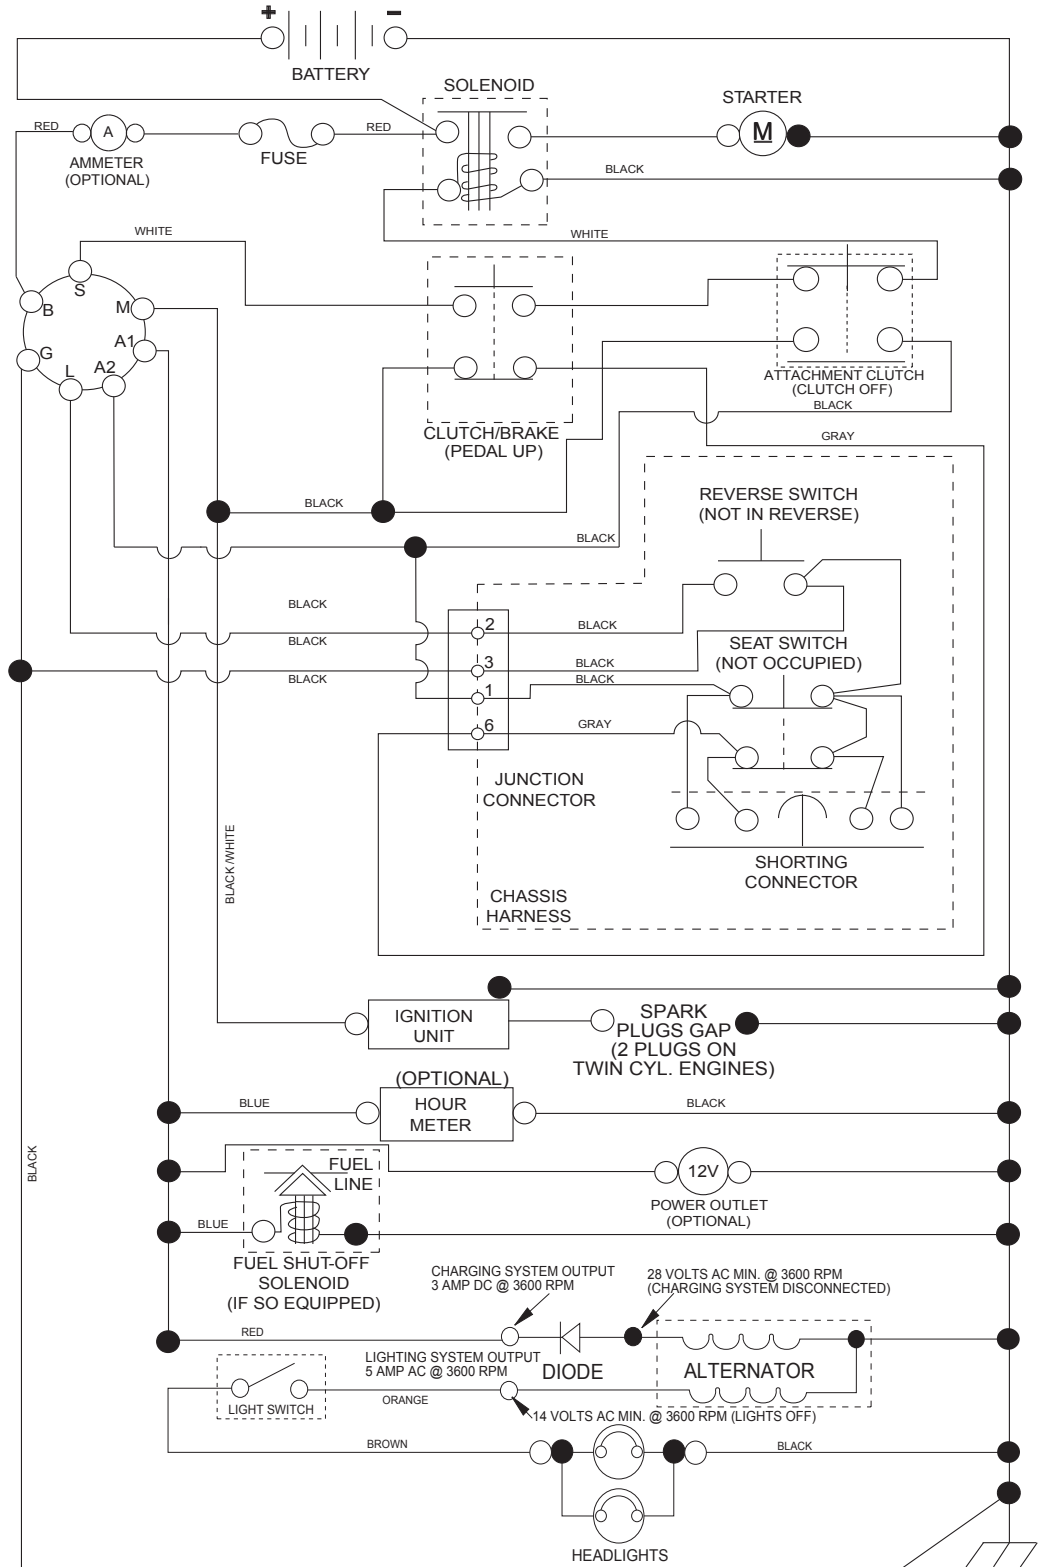 +
-
BATTERY
SOLENOID
STARTER
RED
A
RED
M
AMMETER
(OPTIONAL)
FUSE
BLACK
WHITE
WHITE
S
B
M
A1
G
L
A2
ATTACHMENT CLUTCH
(CLUTCH OFF)
BLACK
CLUTCH/BRAKE
(PEDAL UP)
GRAY
REVERSE SWITCH
(NOT IN REVERSE)
BLACK
BLACK
BLACK
2
BLACK
BLACK
SEAT SWITCH
(NOT OCCUPIED)
3
BLACK
BLACK
BLACK
1
6
GRAY
JUNCTION
CONNECTOR
BLACK/WHITE
SHORTING
CONNECTOR
CHASSIS
HARNESS
IGNITION
UNIT
SPARK
PLUGS GAP
(2 PLUGS ON
TWIN CYL. ENGINES)
(OPTIONAL)
BLUE
HOUR
METER
BLACK
BLACK
FUEL
LINE
12V
POWER OUTLET
(OPTIONAL)
BLUE
FUEL SHUT-OFF
SOLENOID
(IF SO EQUIPPED)
CHARGING SYSTEM OUTPUT
3 AMP DC @ 3600 RPM
28 VOLTS AC MIN. @ 3600 RPM
(CHARGING SYSTEM DISCONNECTED)
RED
LIGHTING SYSTEM OUTPUT
5 AMP AC @ 3600 RPM
DIODE
ALTERNATOR
LIGHT SWITCH
ORANGE
14 VOLTS AC MIN. @ 3600 RPM (LIGHTS OFF)
BROWN
BLACK
HEADLIGHTS